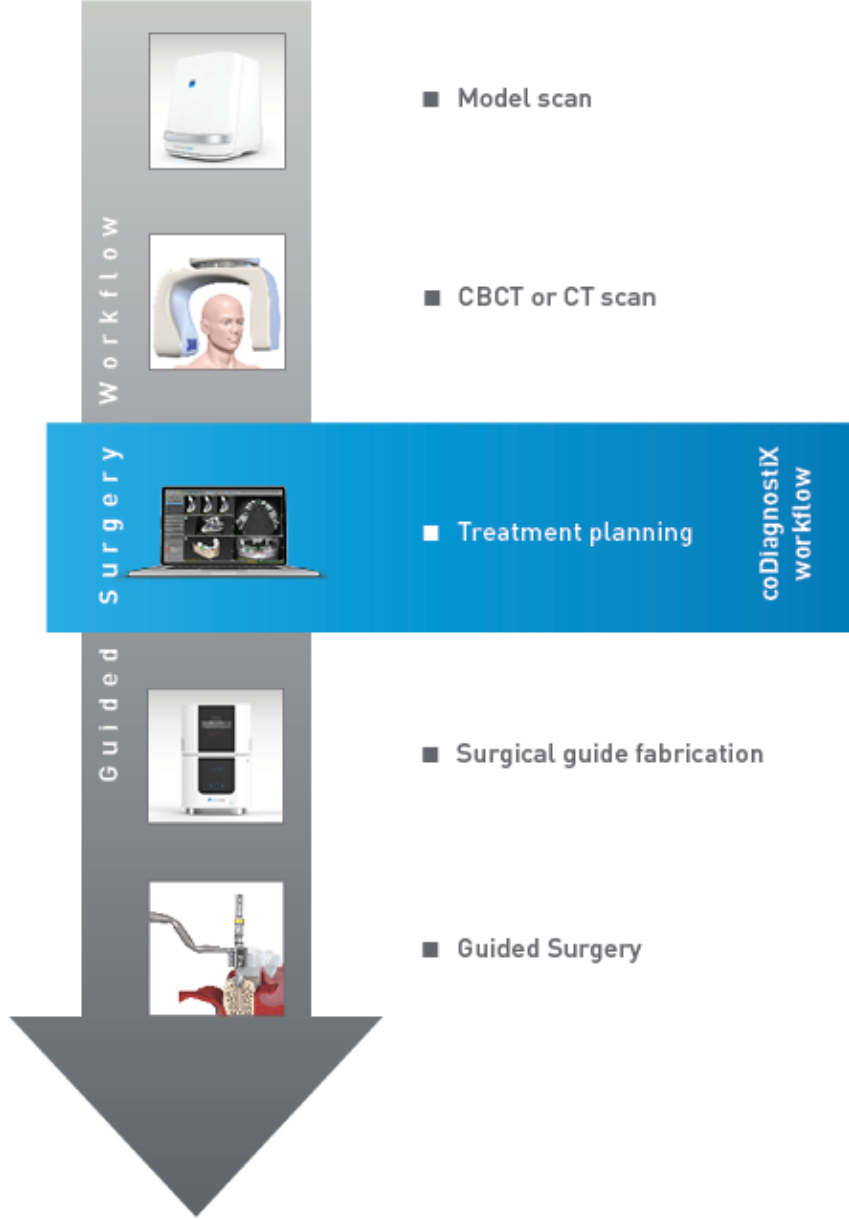 Guided Surgery Workflow
Model scan
CBCT or CT scan
Treatment planning
coDiagnostiX
workflow
Surgical guide fabrication
Guided Surgery